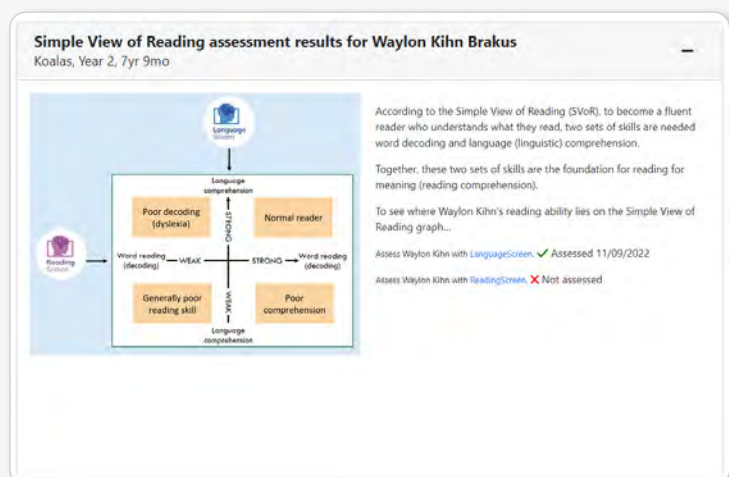 Simple View of Reading assessment results for Waylon Kihn Brakus
Koalas, Year 2, 7yr 9mo
Language
Screen
Language
comprehension
Poor decoding
(dyslexia)
STRONG
Normal reader
Reading
Screen
Word reading
(decoding)
WEAK
STRONG
Word reading
(decoding)
Generally poor
reading skill
WEAK
Poor
comprehension
Language
comprehension
According to the Simple View of Reading (SVoR), to become a fluent
reader who understands what they read, two sets of skills are needed
word decoding and language (linguistic) comprehension.
Together, these two sets of skills are the foundation for reading for
meaning (reading comprehension).
To see where Waylon Kihn's reading ability lies on the Simple View of
Reading graph...
Assess Waylon Kihn with LanguageScreen. ✓ Assessed 11/09/2022
Assess Waylon Kihn with ReadingScreen. ✗ Not assessed